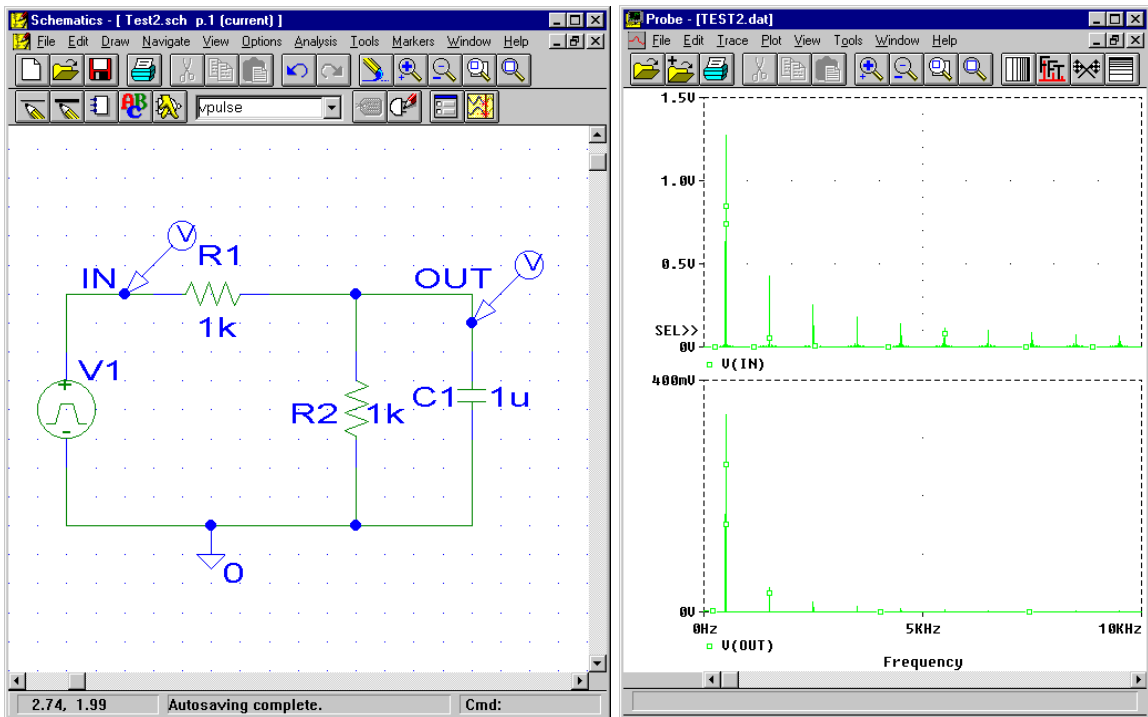 Schematics - [ Test2.sch p.1 (current) ]
File Edit Draw Navigate View Options Analysis Tools Markers Window Help
ABC
vpulse
V
R1
IN
OUT
V
1k
V1
+
-
R2
1k
C1
1u
0
2.74, 1.99
Autosaving complete.
Cmd:
Probe - [TEST2.dat]
File Edit Trace Plot View Tools Window Help
1.5V
1.0V
0.5V
SEL>>
0V
V(IN)
400mV
0V
0Hz
5KHz
10KHz
V(OUT)
Frequency